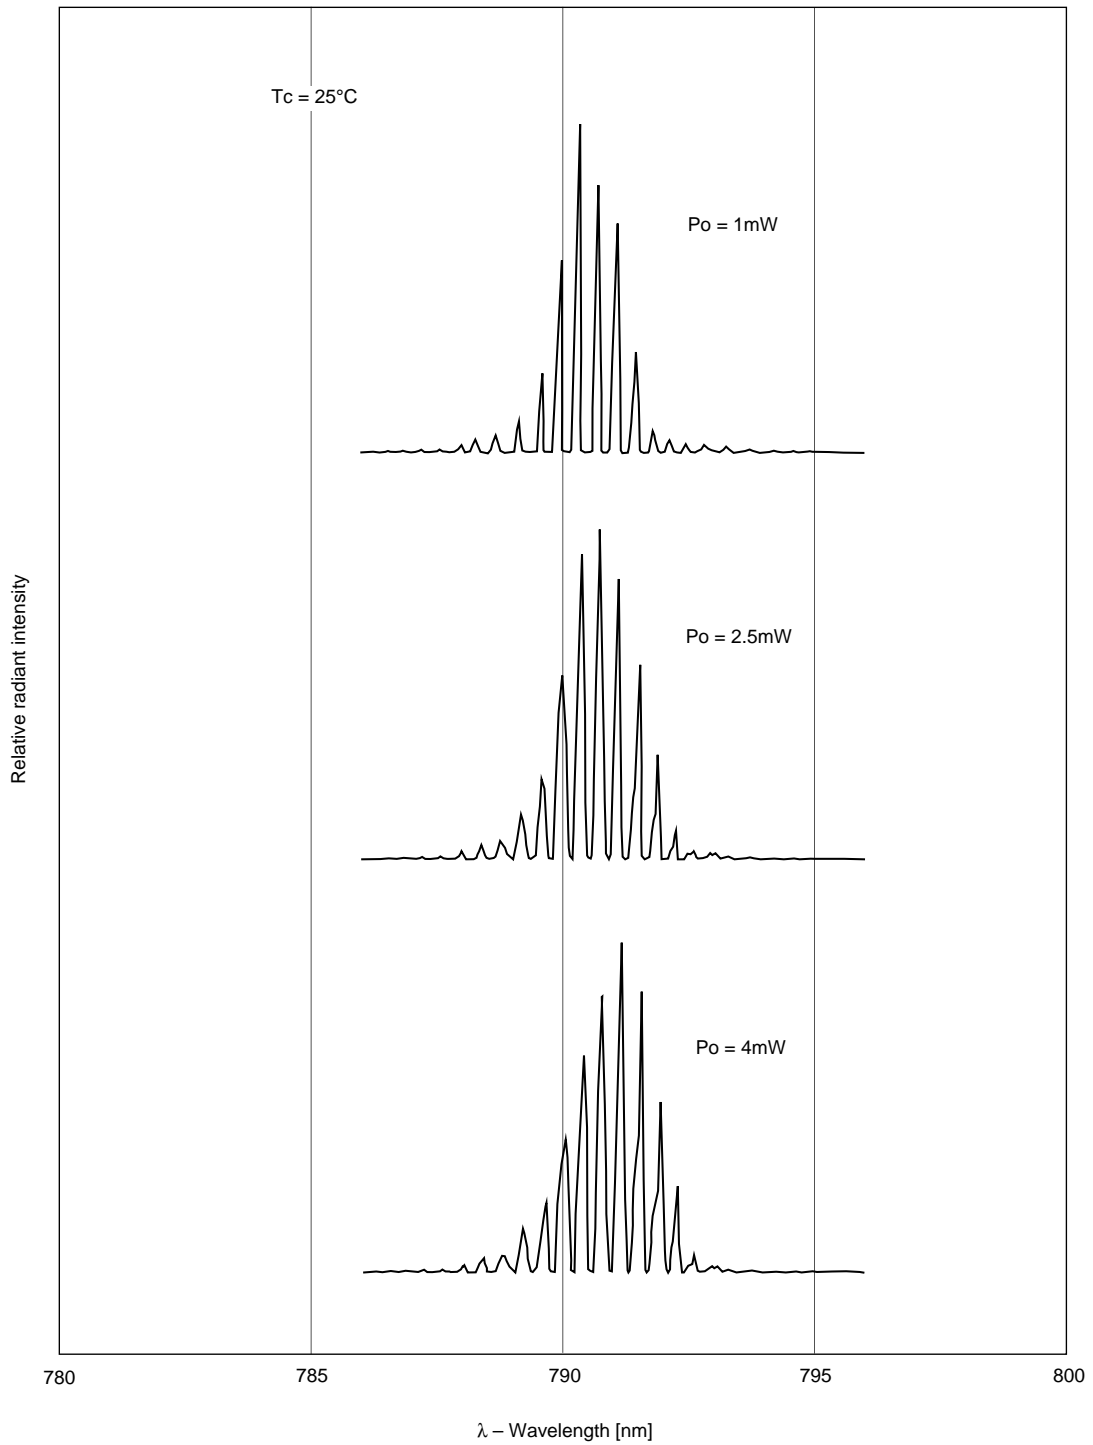 Tc = 25°C
Po = 1mW
Relative radiant intensity
Po = 2.5mW
Po = 4mW
780 785 790 795 800
λ – Wavelength [nm]